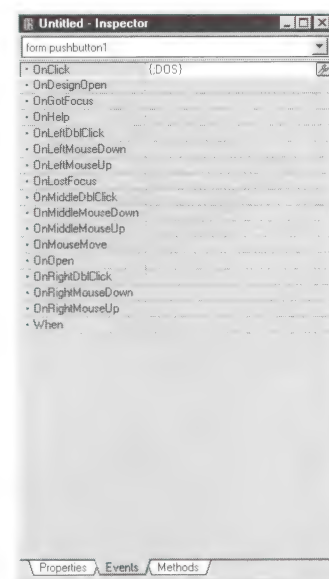 Untitled - Inspector
form.pushbutton1
OnClick {;DOS}
OnDesignOpen
OnGotFocus
OnHelp
OnLeftDblClick
OnLeftMouseDown
OnLeftMouseUp
OnLostFocus
OnMiddleDblClick
OnMiddleMouseDown
OnMiddleMouseUp
OnMouseMove
OnOpen
OnRightDblClick
OnRightMouseDown
OnRightMouseUp
When
Properties Events Methods